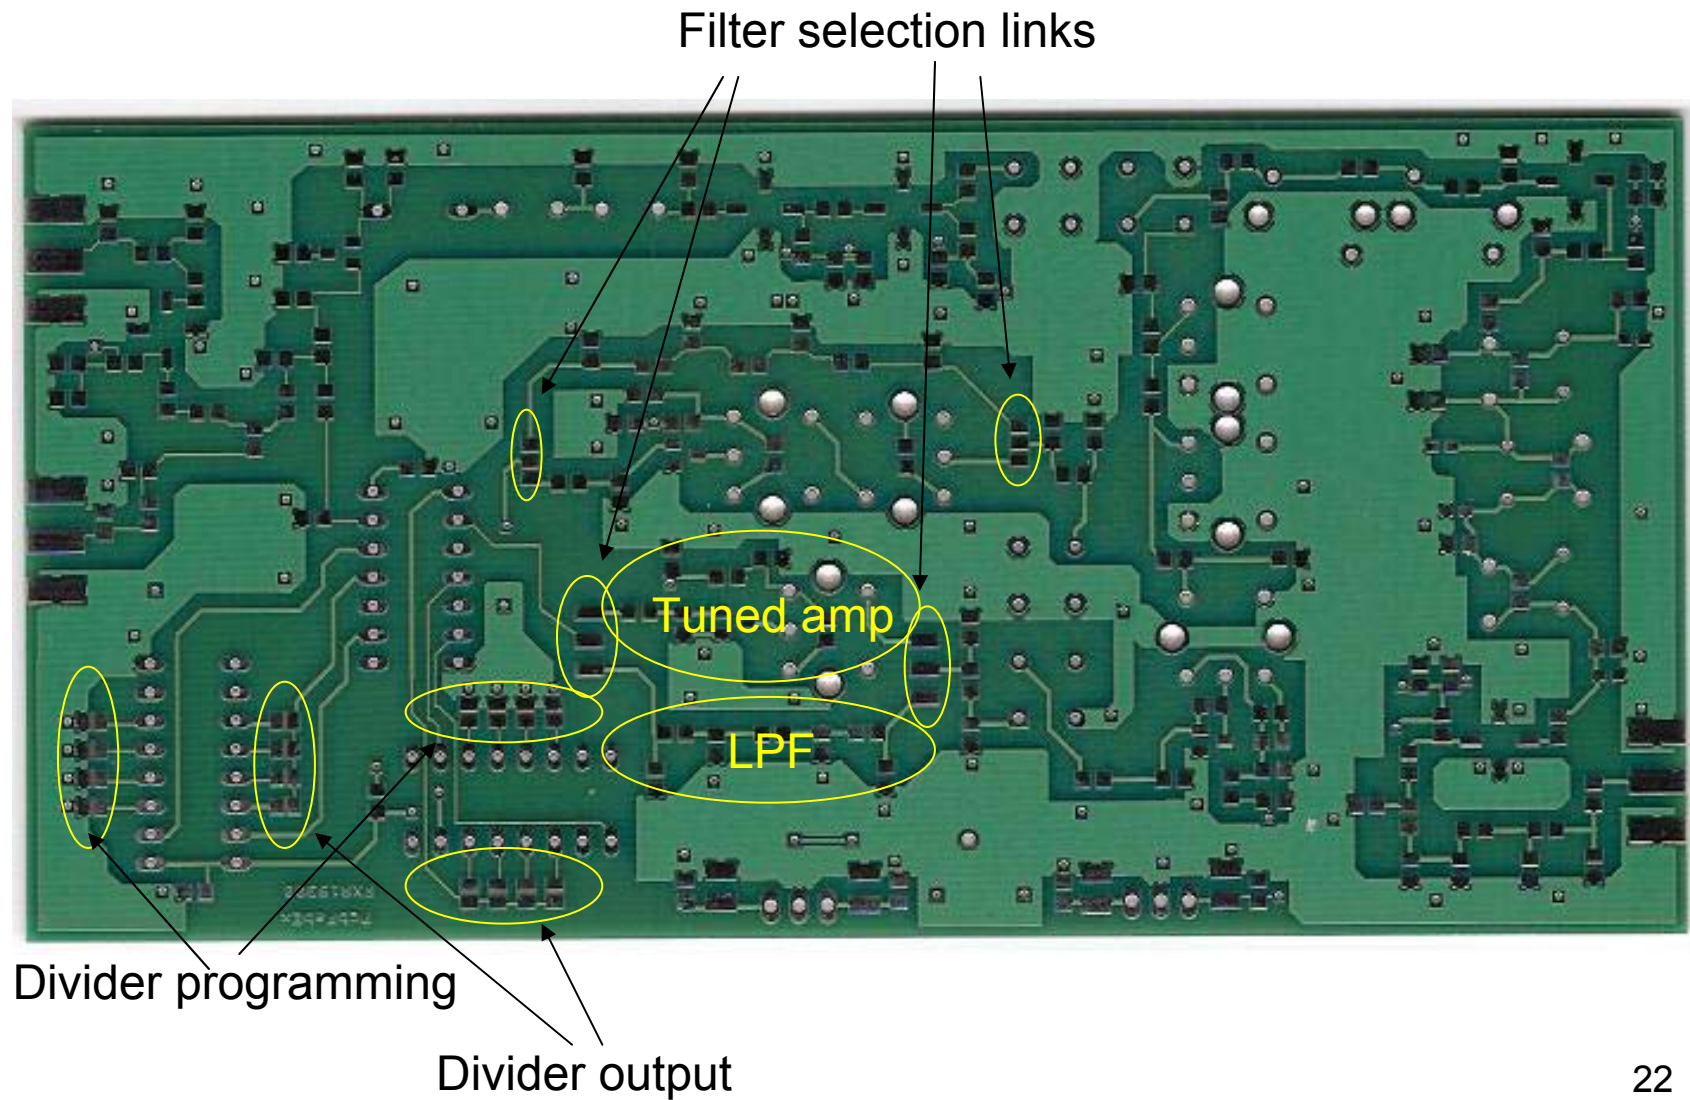 Filter selection links
Tuned amp
LPF
Divider programming
Divider output
22